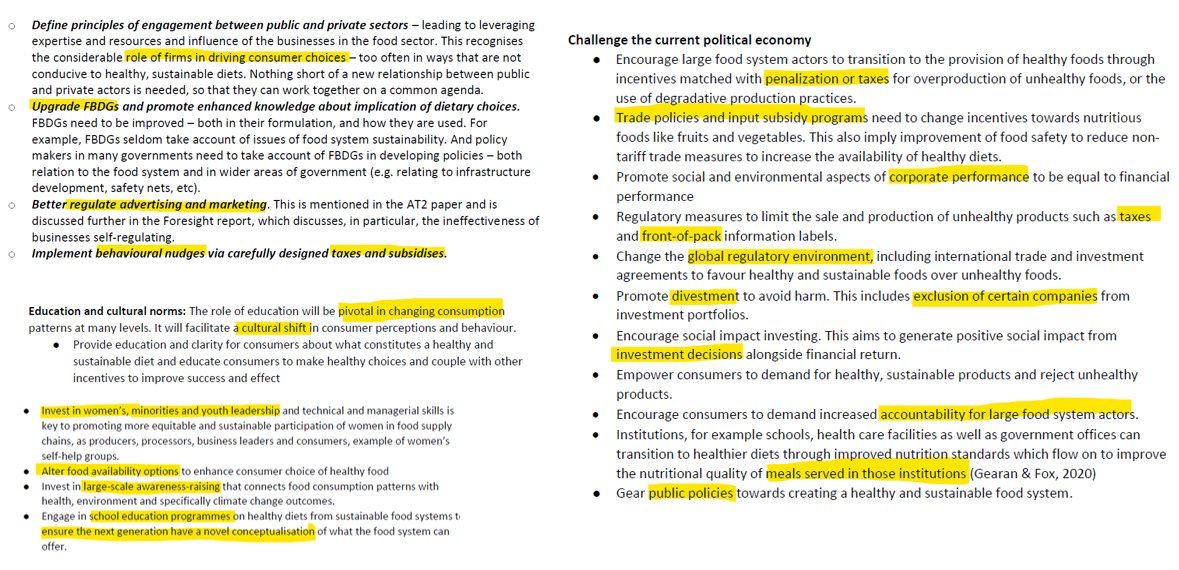 Define principles of engagement between public and private sectors – leading to leveraging
expertise and resources and influence of the businesses in the food sector. This recognises
the considerable role of firms in driving consumer choices – too often in ways that are not
conducive to healthy, sustainable diets. Nothing short of a new relationship between public
and private actors is needed, so that they can work together on a common agenda.
Upgrade FBDGs and promote enhanced knowledge about implication of dietary choices.
FBDGs need to be improved – both in their formulation, and how they are used. For
example, FBDGs seldom take account of issues of food system sustainability. And policy
makers in many governments need to take account of FBDGs in developing policies – both
relation to the food system and in wider areas of government (e.g. relating to infrastructure
development, safety nets, etc).
Better regulate advertising and marketing. This is mentioned in the AT2 paper and is
discussed further in the Foresight report, which discusses, in particular, the ineffectiveness of
businesses self-regulating.
Implement behavioural nudges via carefully designed taxes and subsidises.
Education and cultural norms: The role of education will be pivotal in changing consumption
patterns at many levels. It will facilitate a cultural shift in consumer perceptions and behaviour.
● Provide education and clarity for consumers about what constitutes a healthy and
sustainable diet and educate consumers to make healthy choices and couple with other
incentives to improve success and effect
● Invest in women's, minorities and youth leadership and technical and managerial skills is
key to promoting more equitable and sustainable participation of women in food supply
chains, as producers, processors, business leaders and consumers, example of women's
self-help groups.
● Alter food availability options to enhance consumer choice of healthy food
● Invest in large-scale awareness-raising that connects food consumption patterns with
health, environment and specifically climate change outcomes.
● Engage in school education programmes on healthy diets from sustainable food systems t
ensure the next generation have a novel conceptualisation of what the food system can
offer.
Challenge the current political economy
● Encourage large food system actors to transition to the provision of healthy foods through
incentives matched with penalization or taxes for overproduction of unhealthy foods, or the
use of degradative production practices.
● Trade policies and input subsidy programs need to change incentives towards nutritious
foods like fruits and vegetables. This also imply improvement of food safety to reduce non-
tariff trade measures to increase the availability of healthy diets.
● Promote social and environmental aspects of corporate performance to be equal to financial
performance
● Regulatory measures to limit the sale and production of unhealthy products such as taxes
and front-of-pack information labels.
● Change the global regulatory environment, including international trade and investment
agreements to favour healthy and sustainable foods over unhealthy foods.
● Promote divestment to avoid harm. This includes exclusion of certain companies from
investment portfolios.
● Encourage social impact investing. This aims to generate positive social impact from
investment decisions alongside financial return.
● Empower consumers to demand for healthy, sustainable products and reject unhealthy
products.
● Encourage consumers to demand increased accountability for large food system actors.
● Institutions, for example schools, health care facilities as well as government offices can
transition to healthier diets through improved nutrition standards which flow on to improve
the nutritional quality of meals served in those institutions (Gearan & Fox, 2020)
● Gear public policies towards creating a healthy and sustainable food system.